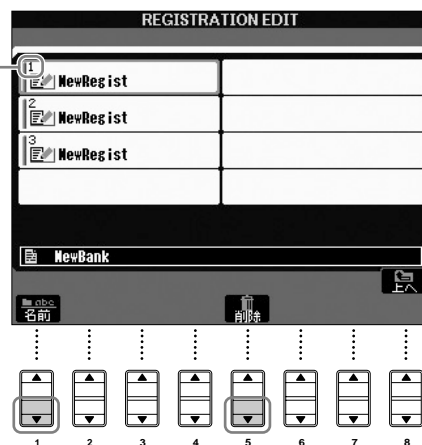 REGISTRATION EDIT
1
NewRegist
2
NewRegist
3
NewRegist
NewBank
上へ
abc
名前
削除
1 2 3 4 5 6 7 8